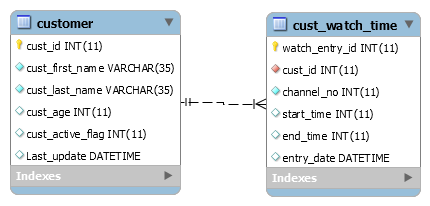 customer
cust_id INT(11)
cust_first_name VARCHAR(35)
cust_last_name VARCHAR(35)
cust_age INT(11)
cust_active_flag INT(11)
Last_update DATETIME
Indexes
cust_watch_time
watch_entry_id INT(11)
cust_id INT(11)
channel_no INT(11)
start_time INT(11)
end_time INT(11)
entry_date DATETIME
Indexes